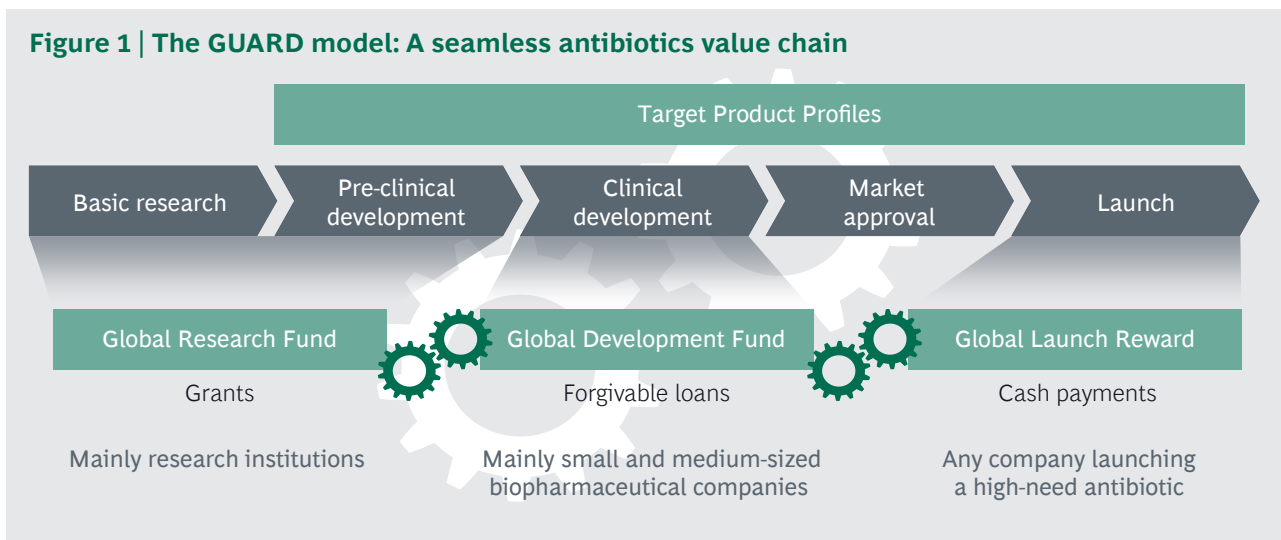 Figure 1 | The GUARD model: A seamless antibiotics value chain
Target Product Profiles
Basic research
Pre-clinical
development
Clinical
development
Market
approval
Launch
Global Research Fund
Global Development Fund
Global Launch Reward
Grants
Forgivable loans
Cash payments
Mainly research institutions
Mainly small and medium-sized
biopharmaceutical companies
Any company launching
a high-need antibiotic